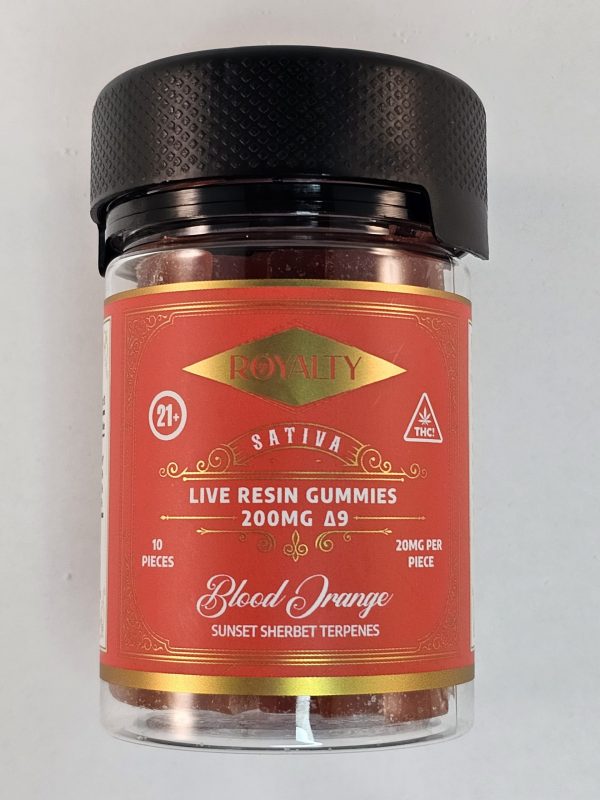 ROYALTY
21+
THC!
SATIVA
LIVE RESIN GUMMIES
200MG Δ9
10
PIECES
20MG PER
PIECE
Blood Orange
SUNSET SHERBET TERPENES